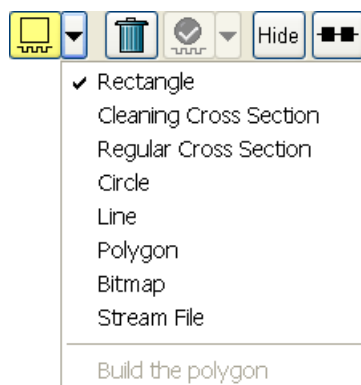 Hide
Rectangle
Cleaning Cross Section
Regular Cross Section
Circle
Line
Polygon
Bitmap
Stream File
Build the polygon